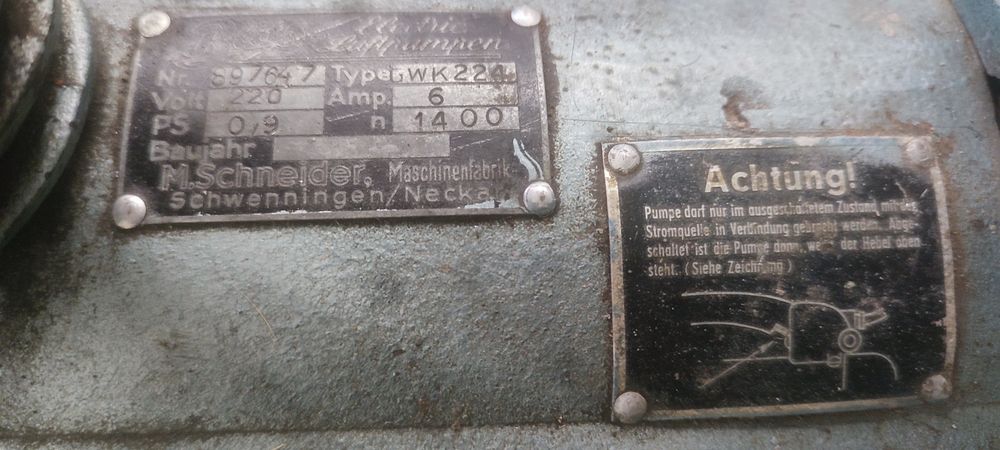 Luftpumpen
Nr. 897647 Type GWK224
Volt 220 Amp. 6
PS 0,9 n 1400
Baujahr
M.Schneider, Maschinenfabrik
Schwenningen/Neckar
Achtung!
Pumpe darf nur im ausgeschaltetem Zustand mit der
Stromquelle in Verbindung gebracht werden. Abge-
schaltet ist die Pumpe dann, wenn der Hebel oben
steht. (Siehe Zeichnung)